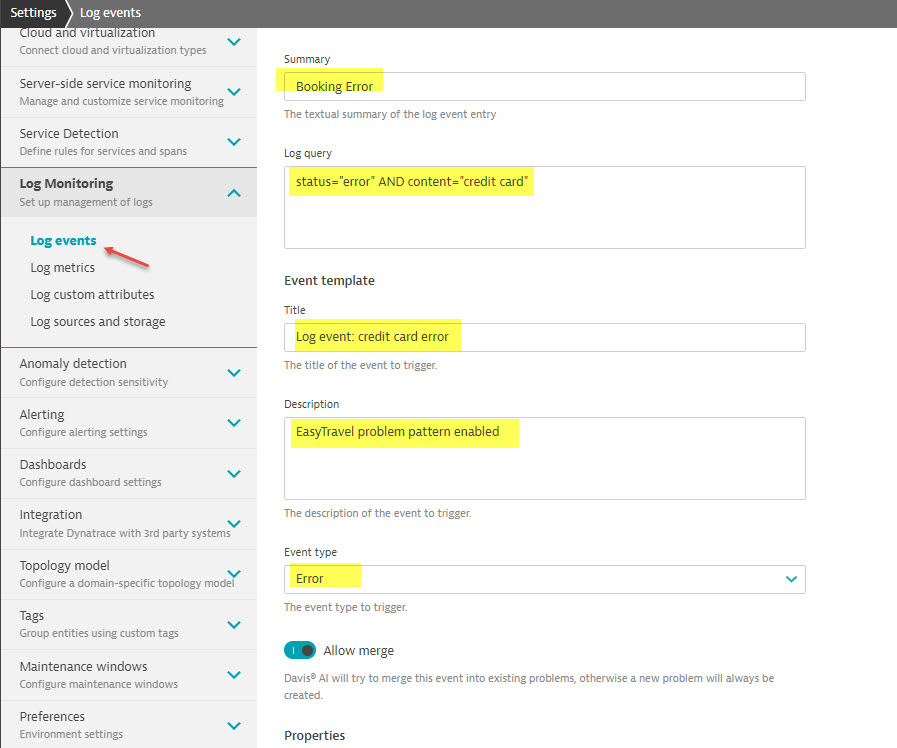 Settings
Log events
Cloud and virtualization
Connect cloud and virtualization types
Server-side service monitoring
Manage and customize service monitoring
Service Detection
Define rules for services and spans
Log Monitoring
Set up management of logs
Log events
Log metrics
Log custom attributes
Log sources and storage
Anomaly detection
Configure detection sensitivity
Alerting
Configure alerting settings
Dashboards
Configure dashboard settings
Integration
Integrate Dynatrace with 3rd party systems
Topology model
Configure a domain-specific topology model
Tags
Group entities using custom tags
Maintenance windows
Configure maintenance windows
Preferences
Environment settings
Summary
Booking Error
The textual summary of the log event entry
Log query
status="error" AND content="credit card"
Event template
Title
Log event: credit card error
The title of the event to trigger.
Description
EasyTravel problem pattern enabled
The description of the event to trigger.
Event type
Error
The event type to trigger.
Allow merge
Davis® AI will try to merge this event into existing problems, otherwise a new problem will always be
created.
Properties